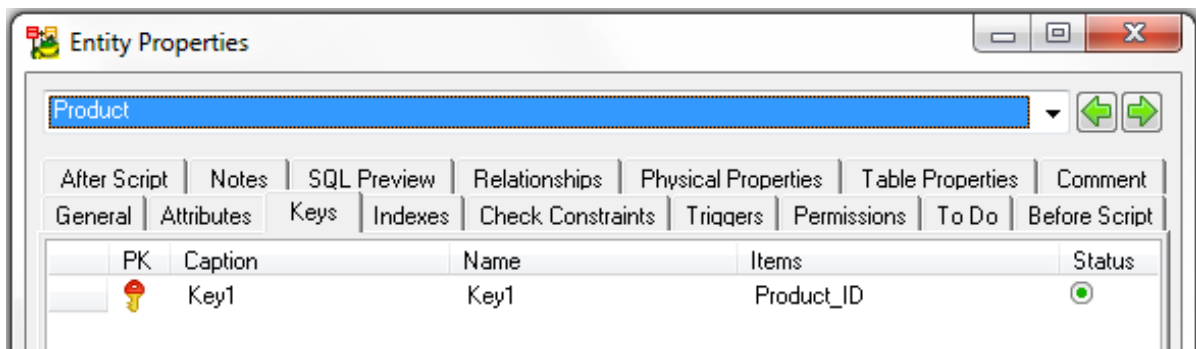 Entity Properties
Product
After Script Notes SQL Preview Relationships Physical Properties Table Properties Comment
General Attributes Keys Indexes Check Constraints Triggers Permissions To Do Before Script
PK Caption Name Items Status
Key1 Key1 Product_ID